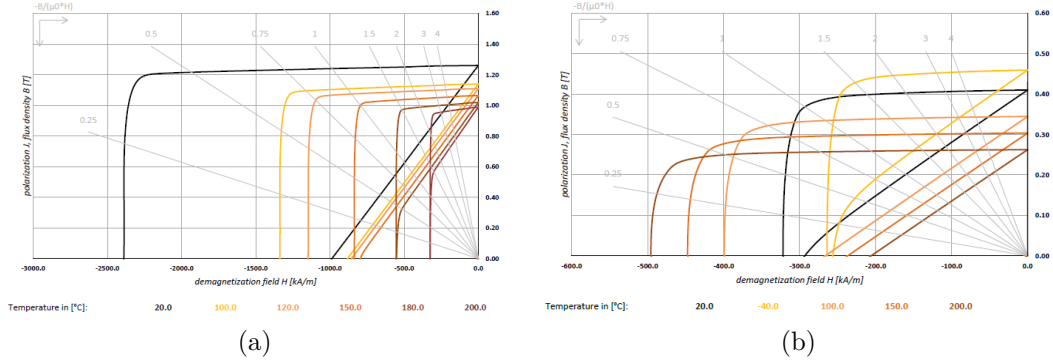 -B/(μ0*H)
0.5
0.75
1
1.5
2
3
4
0.25
1.60
1.40
1.20
1.00
0.80
0.60
0.40
0.20
0.00
polarization J, flux density B [T]
-3000.0 -2500.0 -2000.0 -1500.0 -1000.0 -500.0 0.0
demagnetization field H [kA/m]
Temperature in [°C]: 20.0 100.0 120.0 150.0 180.0 200.0
(a)
-B/(μ0*H)
0.75
1
1.5
2
3
4
0.5
0.25
0.60
0.50
0.40
0.30
0.20
0.10
0.00
polarization J, flux density B [T]
-600.0 -500.0 -400.0 -300.0 -200.0 -100.0 0.0
demagnetization field H [kA/m]
Temperature in [°C]: 20.0 -40.0 100.0 150.0 200.0
(b)